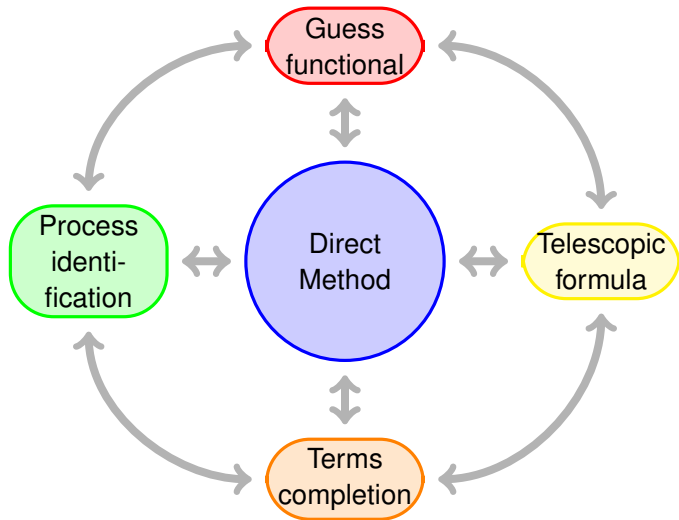 Guess
functional
Process
identi-
fication
Direct
Method
Telescopic
formula
Terms
completion